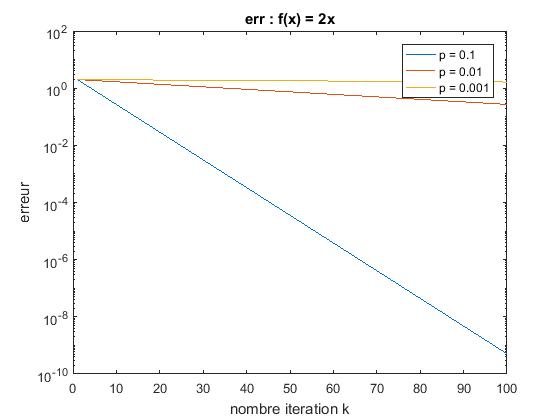 err : f(x) = 2x
10^2
10^0
10^-2
10^-4
10^-6
10^-8
10^-10
erreur
p = 0.1
p = 0.01
p = 0.001
0 10 20 30 40 50 60 70 80 90 100
nombre iteration k